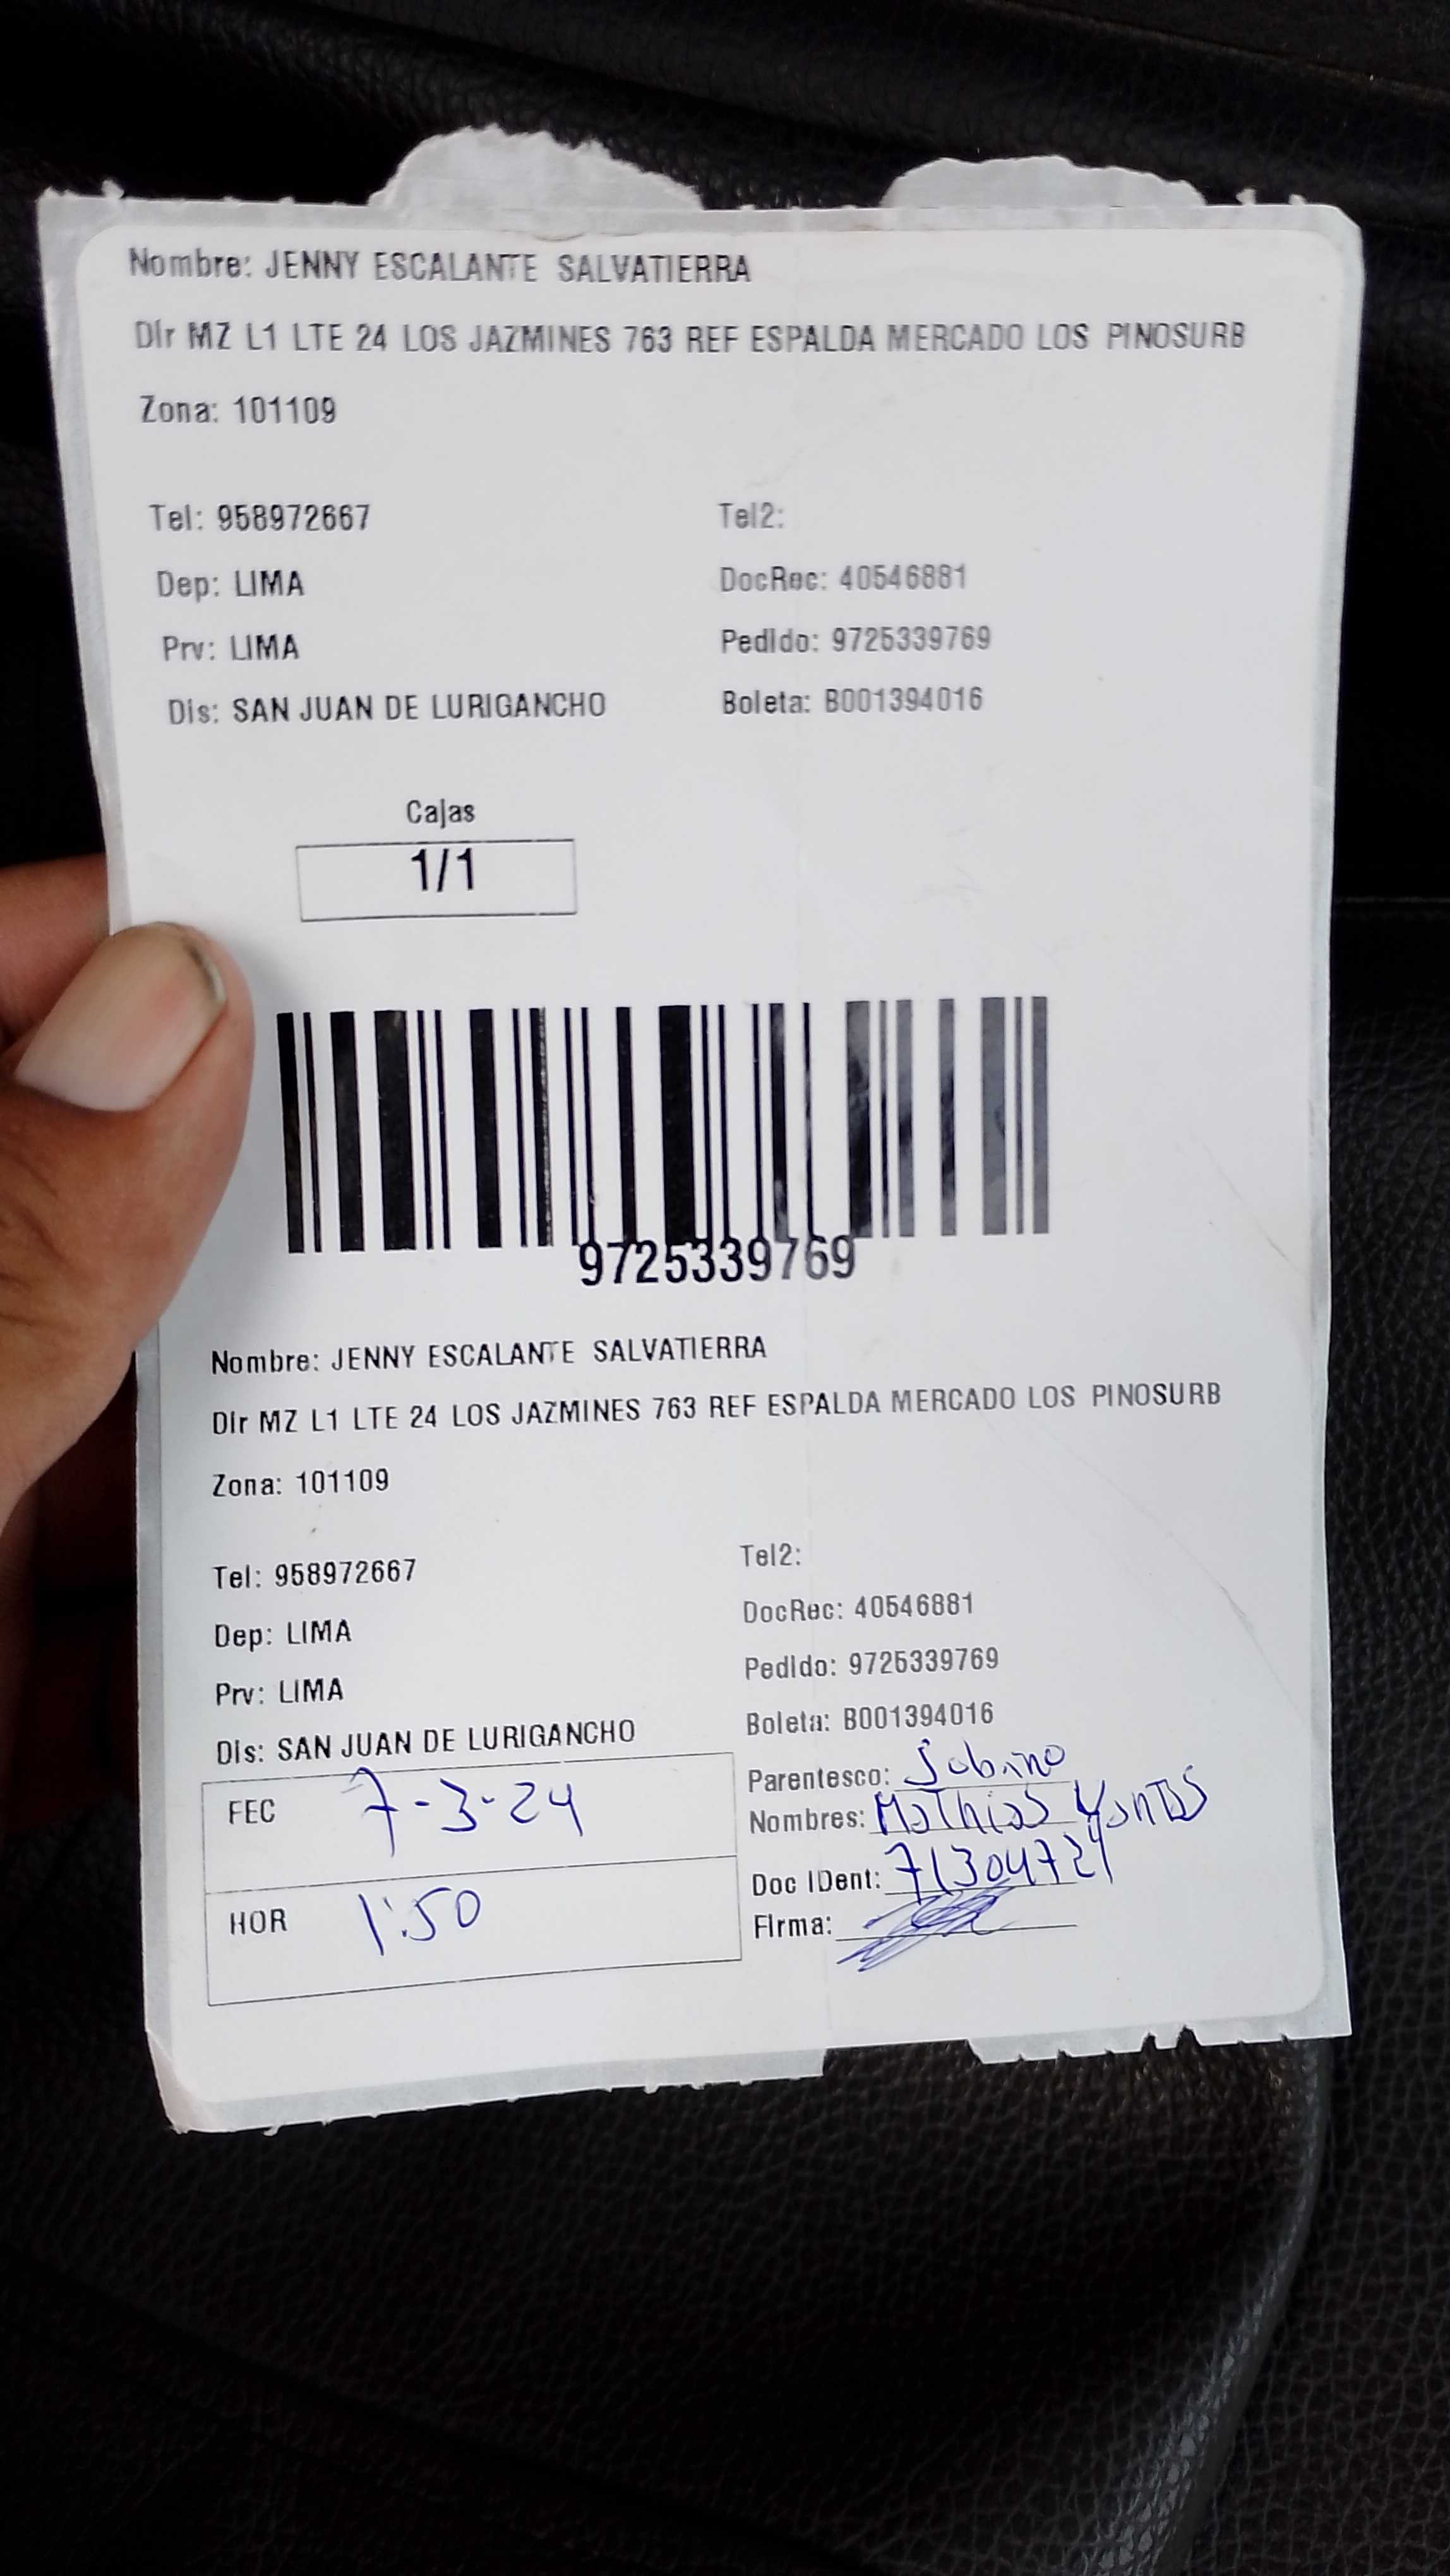 Nombre: JENNY ESCALANTE SALVATIERRA
Dir MZ L1 LTE 24 LOS JAZMINES 763 REF ESPALDA MERCADO LOS PINOSURB
Zona: 101109
Tel: 958972667 Tel2:
Dep: LIMA DocRec: 40546881
Prv: LIMA Pedido: 9725339769
Dis: SAN JUAN DE LURIGANCHO Boleta: B001394016
Cajas
1/1
9725339769
Nombre: JENNY ESCALANTE SALVATIERRA
Dir MZ L1 LTE 24 LOS JAZMINES 763 REF ESPALDA MERCADO LOS PINOSURB
Zona: 101109
Tel: 958972667 Tel2:
Dep: LIMA DocRec: 40546881
Prv: LIMA Pedido: 9725339769
Dis: SAN JUAN DE LURIGANCHO Boleta: B001394016
FEC 7-3-24
HOR 1:50
Parentesco: Sobrino
Nombres: Mathias
Doc IDent: 71304724
Firma: